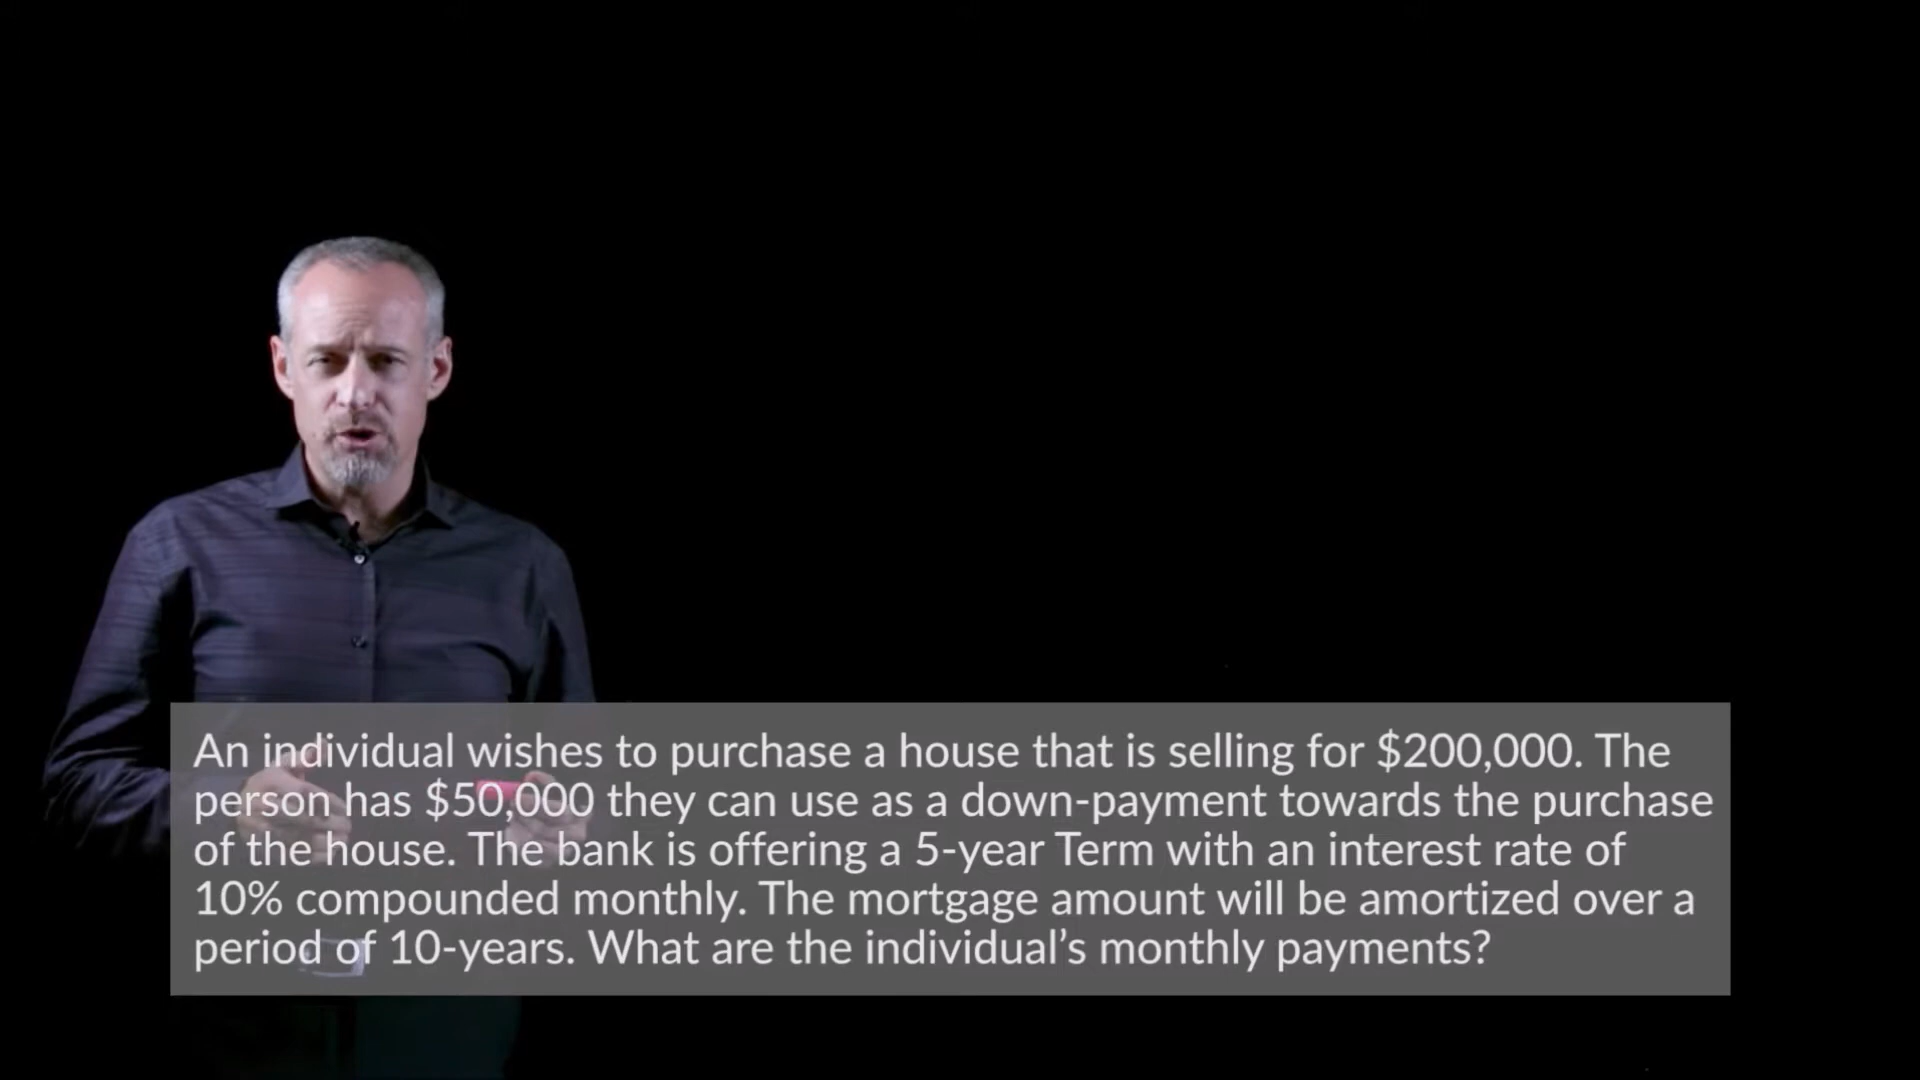 An individual wishes to purchase a house that is selling for $200,000. The
person has $50,000 they can use as a down-payment towards the purchase
of the house. The bank is offering a 5-year Term with an interest rate of
10% compounded monthly. The mortgage amount will be amortized over a
period of 10-years. What are the individual’s monthly payments?